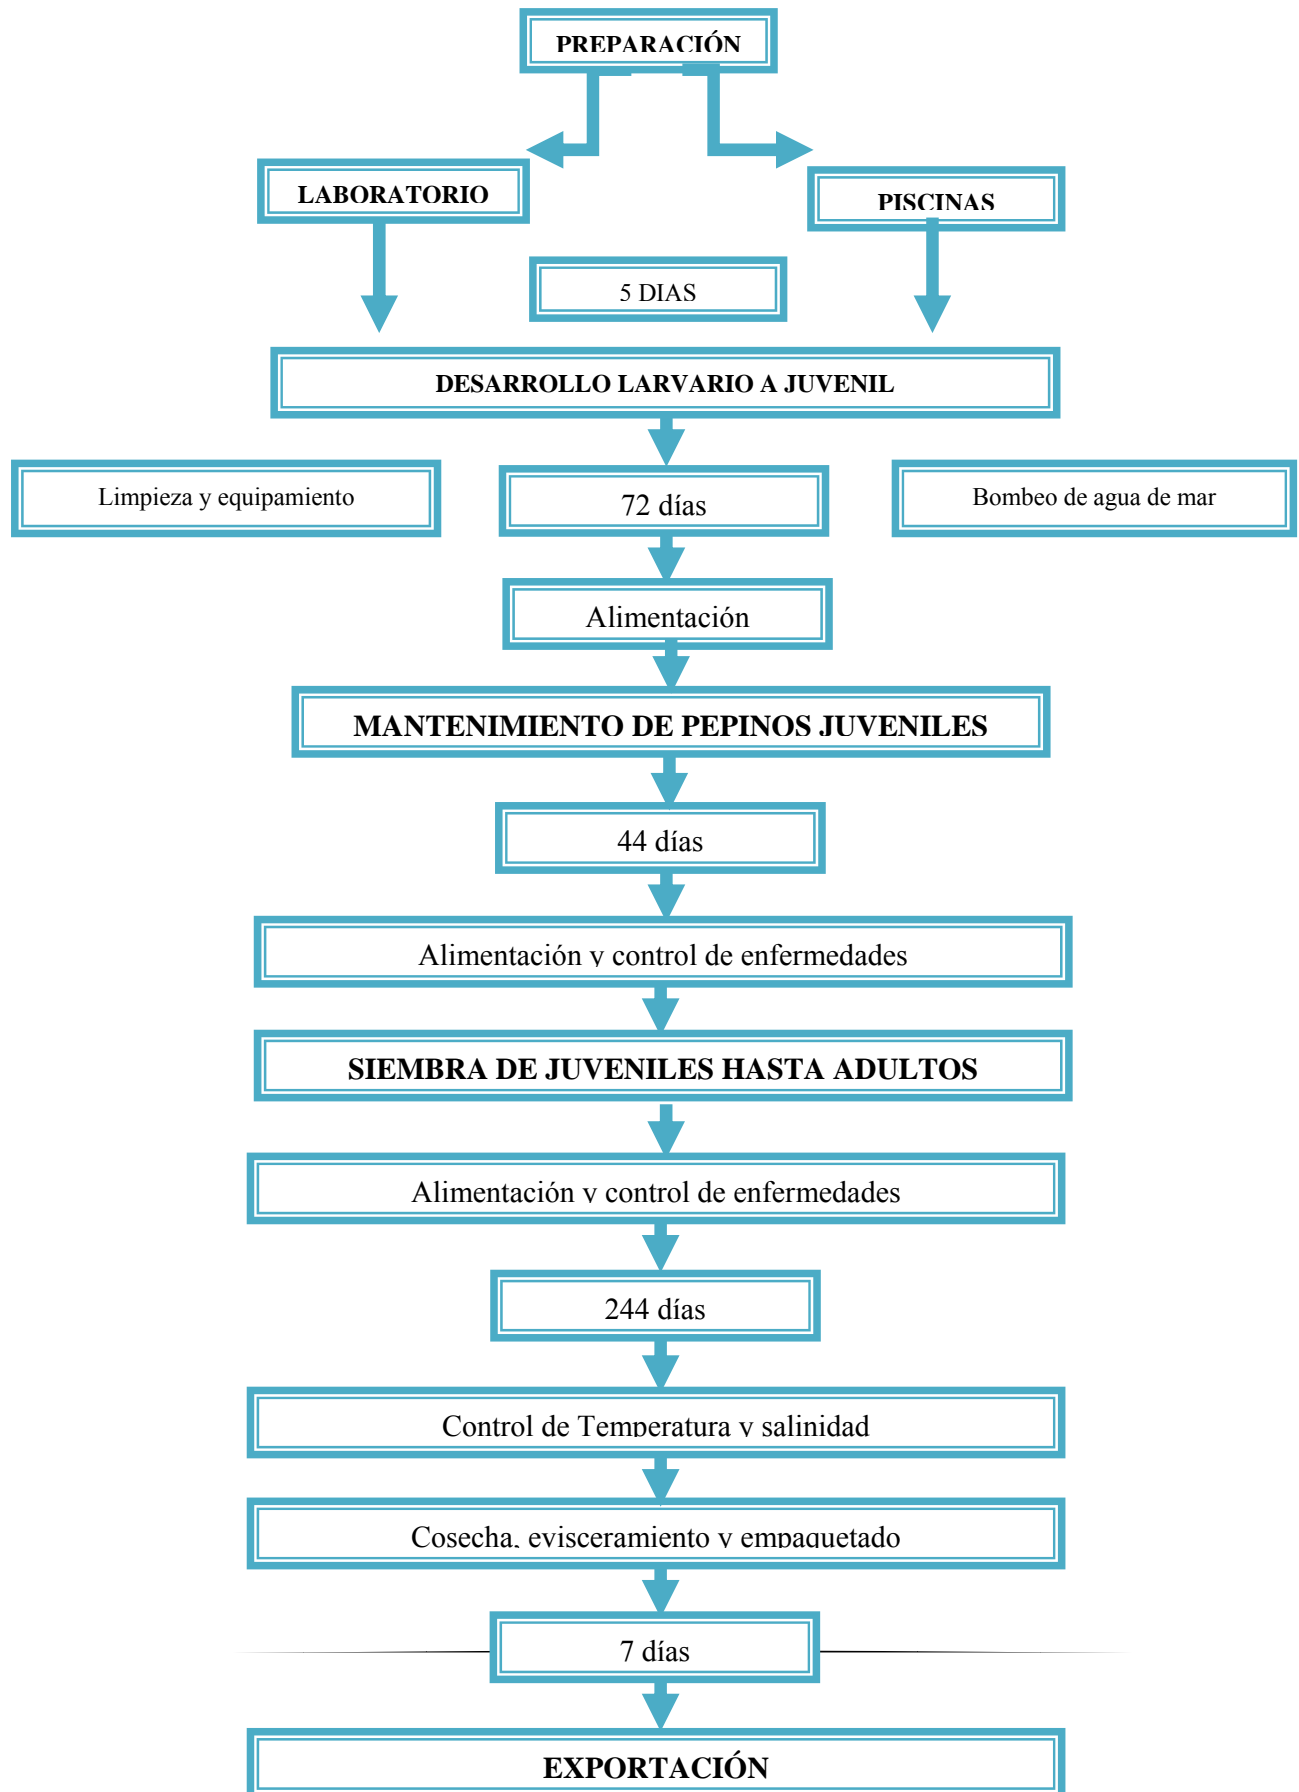 PREPARACIÓN
LABORATORIO
PISCINAS
5 DIAS
DESARROLLO LARVARIO A JUVENIL
Limpieza y equipamiento
72 días
Bombeo de agua de mar
Alimentación
MANTENIMIENTO DE PEPINOS JUVENILES
44 días
Alimentación y control de enfermedades
SIEMBRA DE JUVENILES HASTA ADULTOS
Alimentación y control de enfermedades
244 días
Control de Temperatura y salinidad
Cosecha, evisceramiento y empaquetado
7 días
EXPORTACIÓN